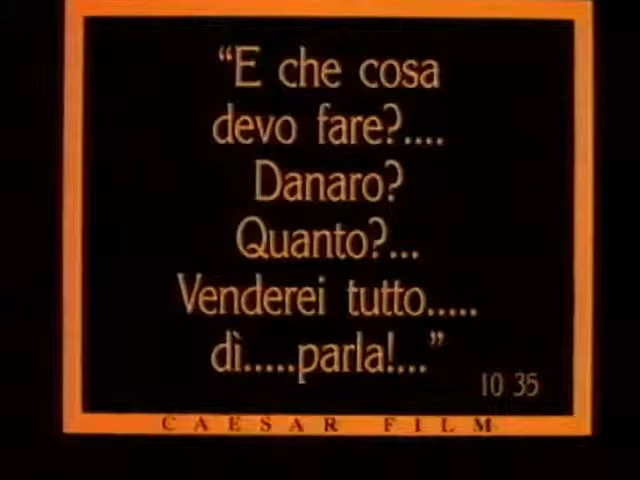 “E che cosa
devo fare?....
Danaro?
Quanto?...
Venderei tutto.....
dì.....parla!...”
10 35
CAESAR FILM